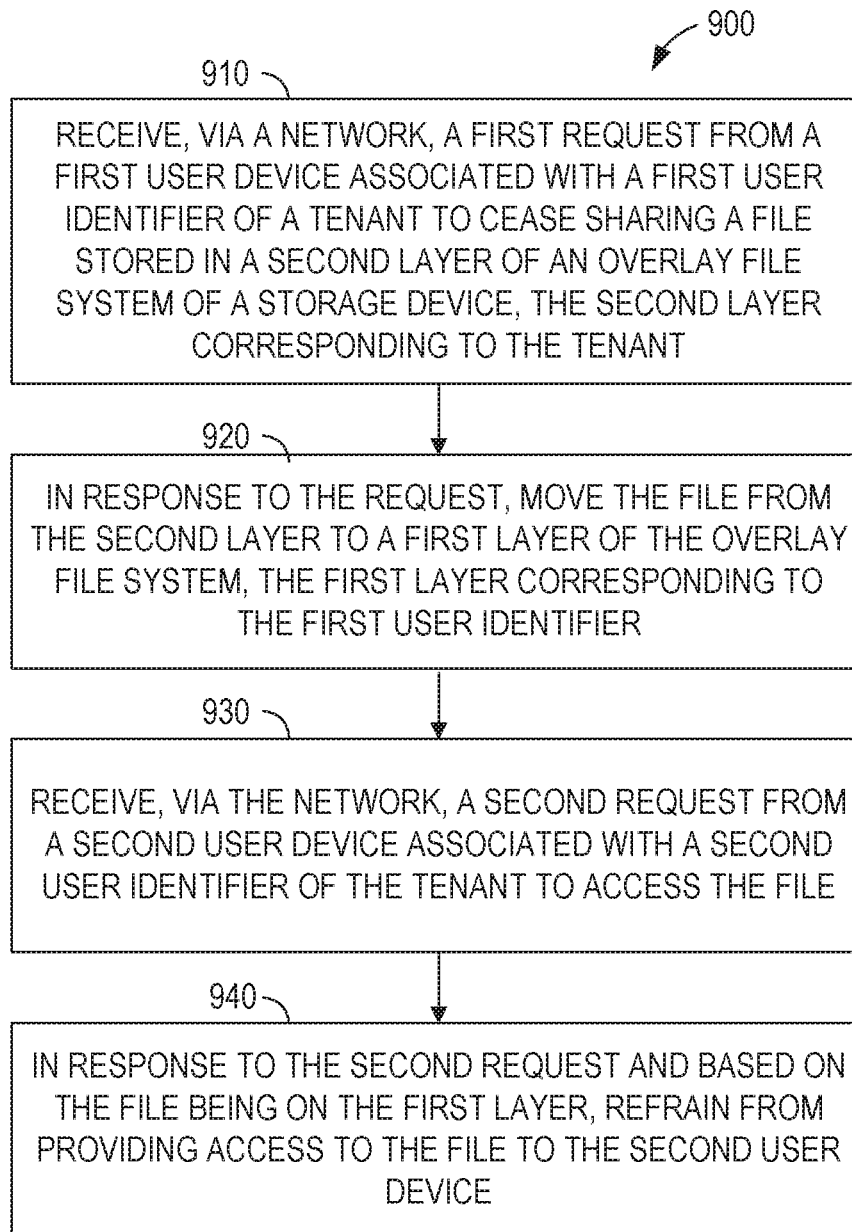 900
910
RECEIVE, VIA A NETWORK, A FIRST REQUEST FROM A
FIRST USER DEVICE ASSOCIATED WITH A FIRST USER
IDENTIFIER OF A TENANT TO CEASE SHARING A FILE
STORED IN A SECOND LAYER OF AN OVERLAY FILE
SYSTEM OF A STORAGE DEVICE, THE SECOND LAYER
CORRESPONDING TO THE TENANT
920
IN RESPONSE TO THE REQUEST, MOVE THE FILE FROM
THE SECOND LAYER TO A FIRST LAYER OF THE OVERLAY
FILE SYSTEM, THE FIRST LAYER CORRESPONDING TO
THE FIRST USER IDENTIFIER
930
RECEIVE, VIA THE NETWORK, A SECOND REQUEST FROM
A SECOND USER DEVICE ASSOCIATED WITH A SECOND
USER IDENTIFIER OF THE TENANT TO ACCESS THE FILE
940
IN RESPONSE TO THE SECOND REQUEST AND BASED ON
THE FILE BEING ON THE FIRST LAYER, REFRAIN FROM
PROVIDING ACCESS TO THE FILE TO THE SECOND USER
DEVICE